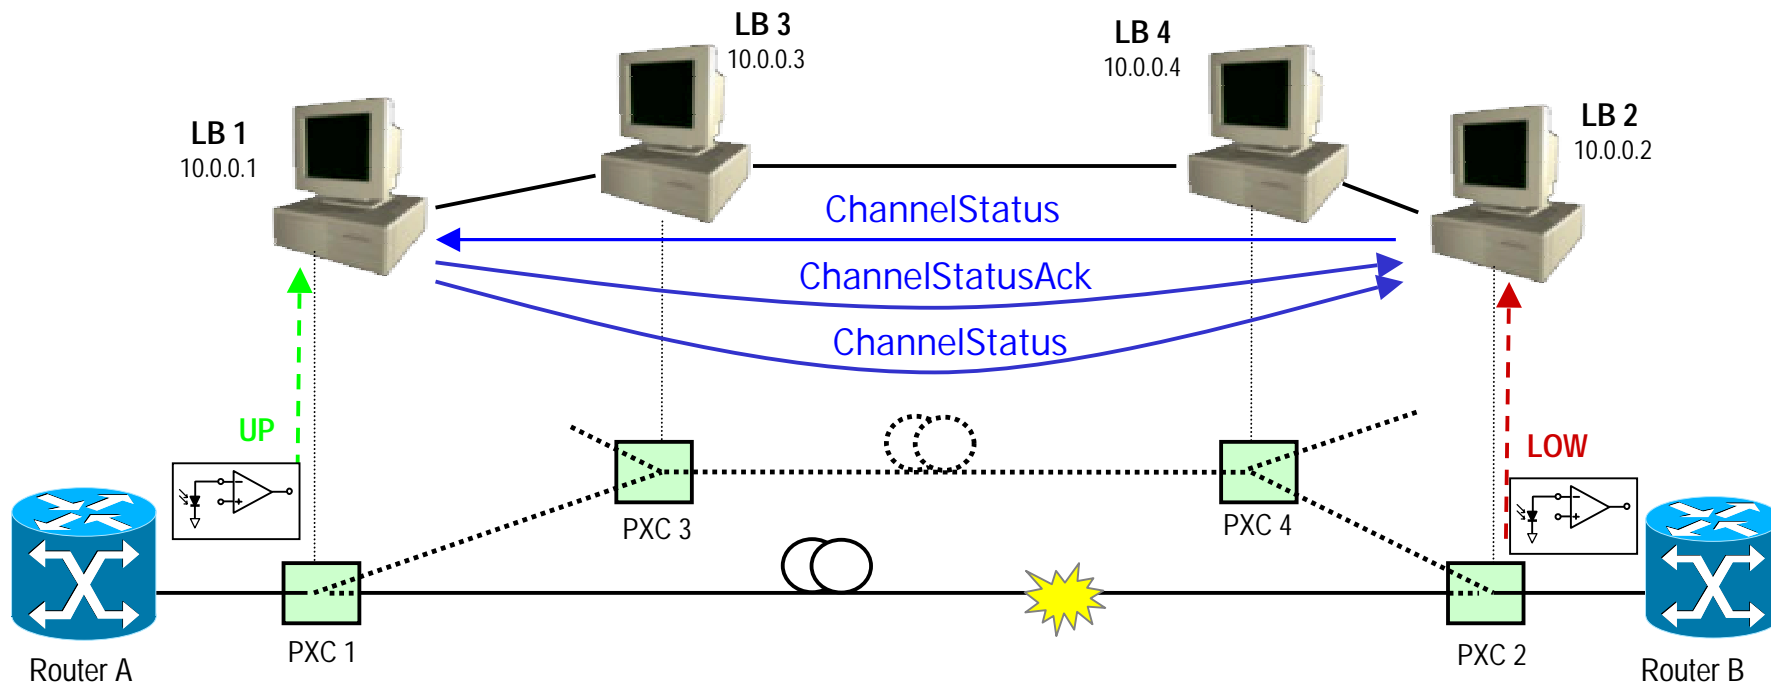 LB 3
10.0.0.3
LB 4
10.0.0.4
LB 1
10.0.0.1
LB 2
10.0.0.2
ChannelStatus
ChannelStatusAck
ChannelStatus
UP
LOW
PXC 3
PXC 4
PXC 1
PXC 2
Router A
Router B